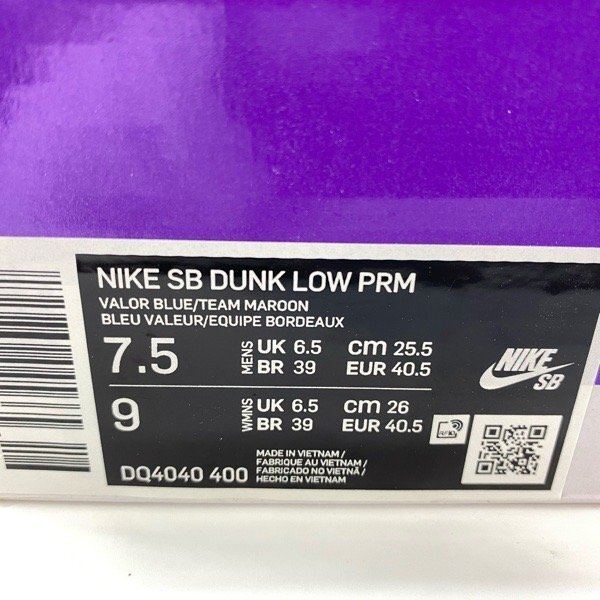 NIKE SB DUNK LOW PRM
VALOR BLUE/TEAM MAROON
BLEU VALEUR/EQUIPE BORDEAUX
7.5 MENS UK 6.5 cm 25.5
BR 39 EUR 40.5
9 WMNS UK 6.5 cm 26
BR 39 EUR 40.5
NIKE
SB
RFID
DQ4040 400
MADE IN VIETNAM/
FABRIQUE AU VIETNAM/
FABRICADO NO VIETNÃ/
HECHO EN VIETNAM